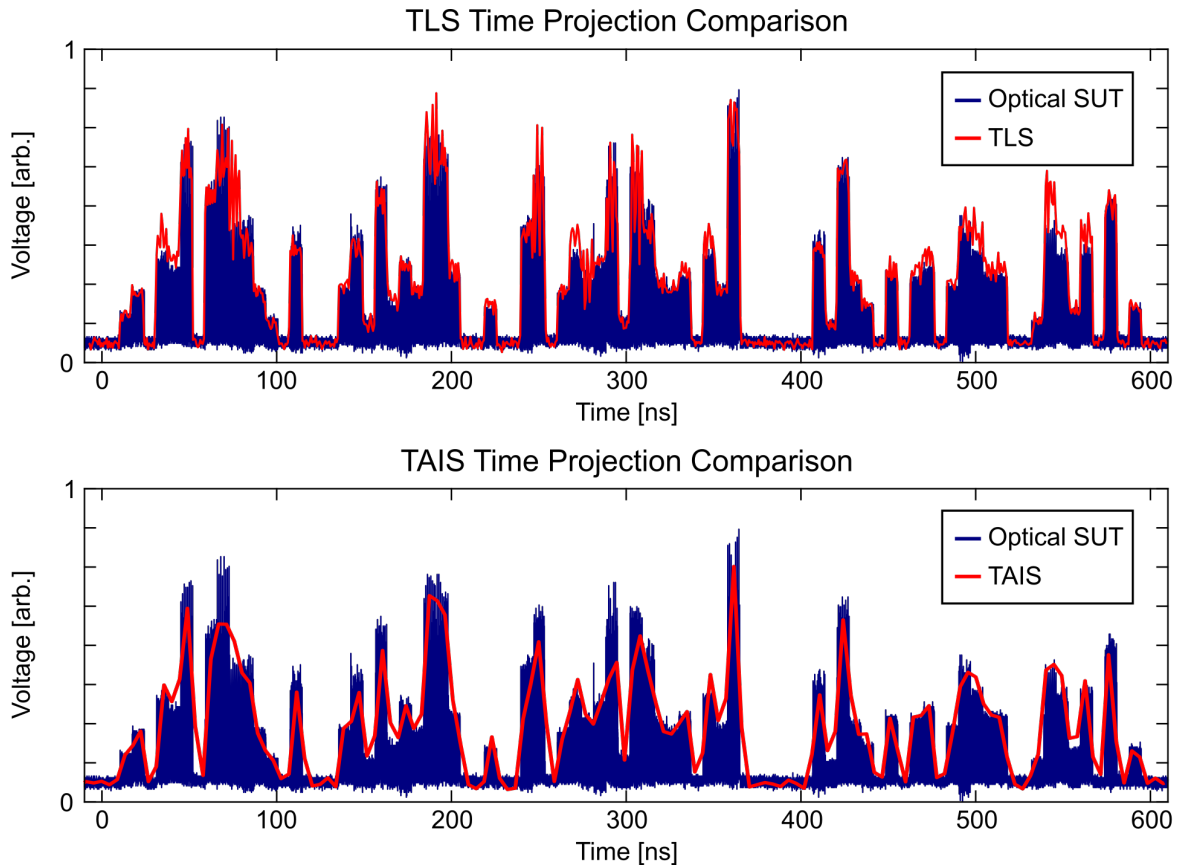 TLS Time Projection Comparison
1
Optical SUT
TLS
Voltage [arb.]
0
0 100 200 300 400 500 600
Time [ns]
TAIS Time Projection Comparison
1
Optical SUT
TAIS
Voltage [arb.]
0
0 100 200 300 400 500 600
Time [ns]